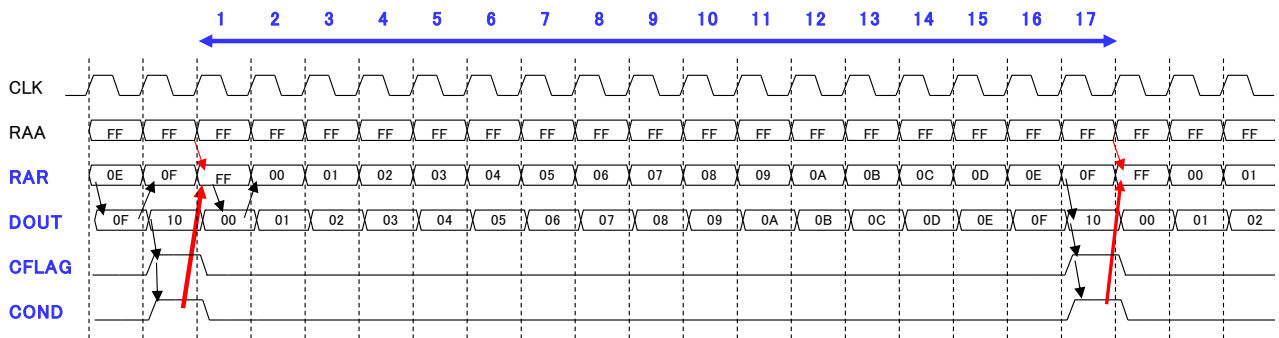 1 2 3 4 5 6 7 8 9 10 11 12 13 14 15 16 17
CLK
RAA FF FF FF FF FF FF FF FF FF FF FF FF FF FF FF FF FF FF FF FF FF FF
RAR 0E 0F FF 00 01 02 03 04 05 06 07 08 09 0A 0B 0C 0D 0E 0F FF 00 01
DOUT 0F 10 00 01 02 03 04 05 06 07 08 09 0A 0B 0C 0D 0E 0F 10 00 01 02
CFLAG
COND